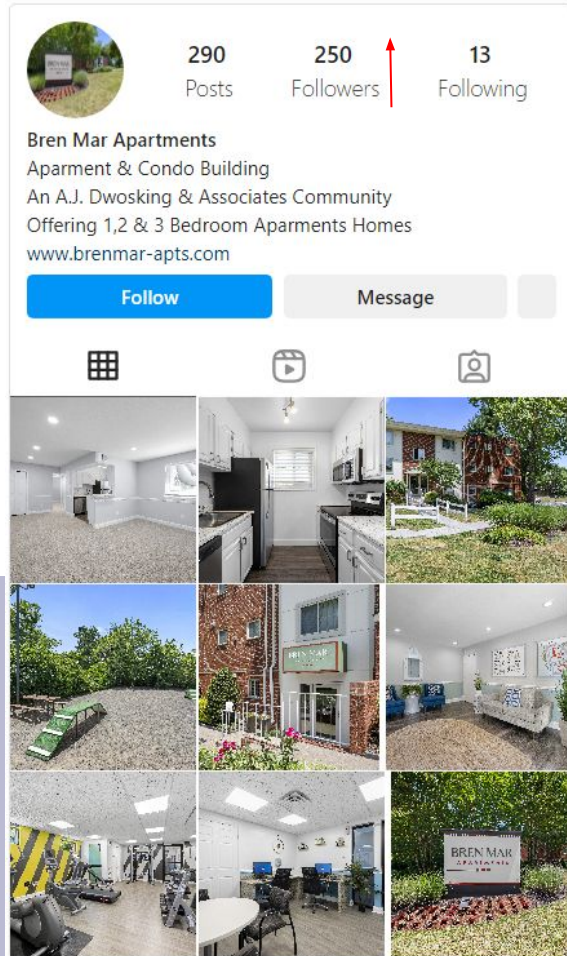 290
Posts
250
Followers
13
Following
Bren Mar Apartments
Aparment & Condo Building
An A.J. Dwosking & Associates Community
Offering 1,2 & 3 Bedroom Aparments Homes
www.brenmar-apts.com
Follow
Message
BREN MAR
BREN MAR
APARTMENTS